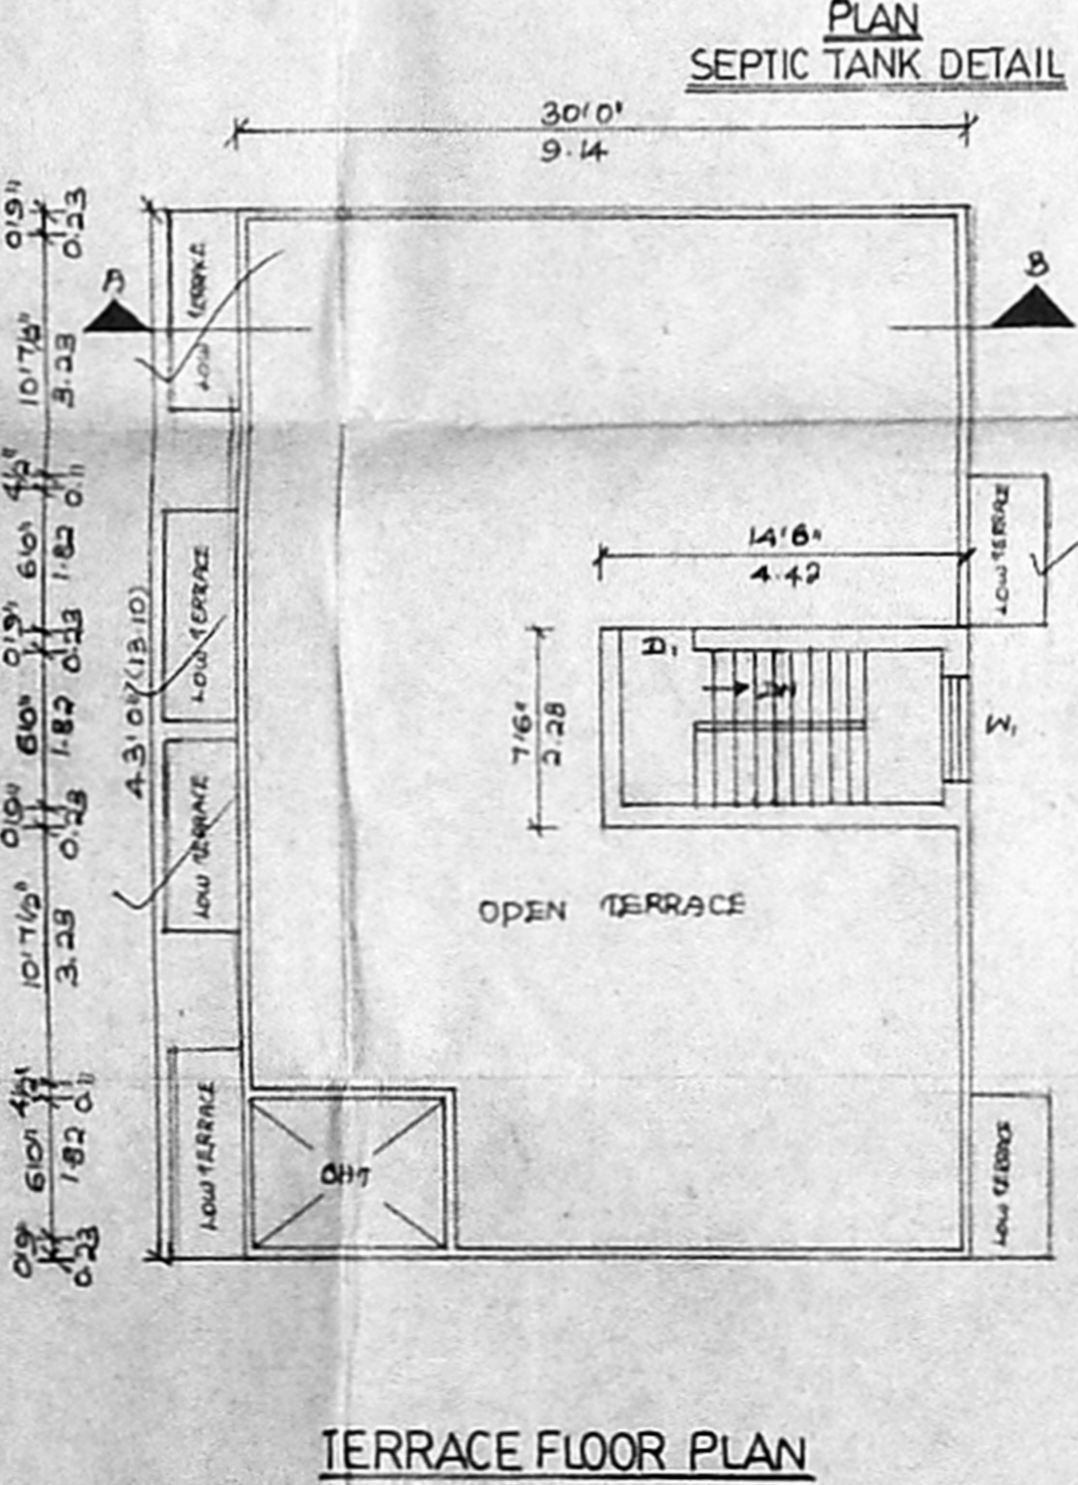 PLAN
SEPTIC TANK DETAIL
30'0"
9.14
0'9"
0.23
10'7½"
3.23
4½"
0.11
6'0"
1.82
0'9"
0.23
6'0"
1.82
0.23
10'7½"
3.23
4½"
0.11
6'0"
1.82
0'9"
0.23
43'0"(13.10)
LOW TERRACE
LOW TERRACE
LOW TERRACE
LOW TERRACE
B
LOW TERRACE
LOW TERRACE
14'6"
4.42
7'6"
2.28
D1
DN
W1
OPEN TERRACE
OHT
TERRACE FLOOR PLAN